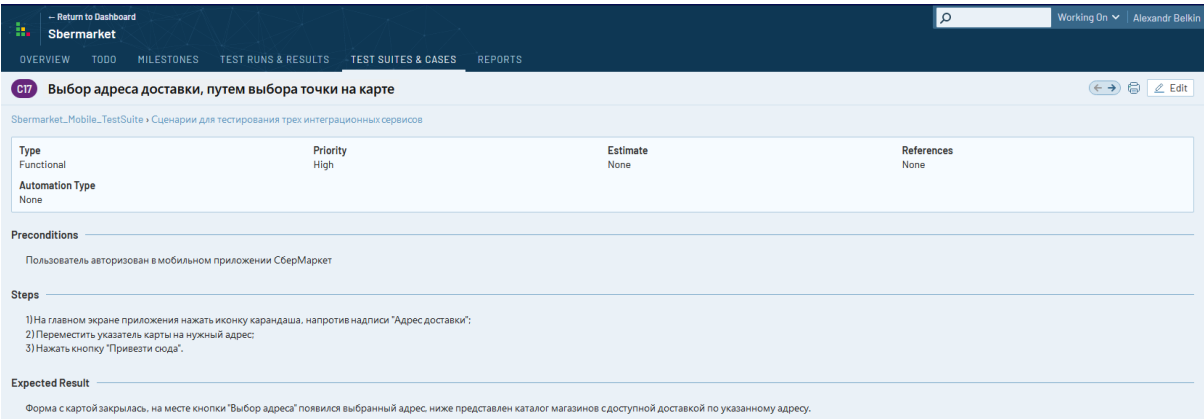 ← Return to Dashboard
Sbermarket
Working On
Alexandr Belkin
OVERVIEW TODO MILESTONES TEST RUNS & RESULTS TEST SUITES & CASES REPORTS
C17 Выбор адреса доставки, путем выбора точки на карте
Edit
Sbermarket_Mobile_TestSuite › Сценарии для тестирования трех интеграционных сервисов
Type Priority Estimate References
Functional High None None
Automation Type
None
Preconditions
Пользователь авторизован в мобильном приложении СберМаркет
Steps
1) На главном экране приложения нажать иконку карандаша, напротив надписи "Адрес доставки";
2) Переместить указатель карты на нужный адрес;
3) Нажать кнопку "Привезти сюда".
Expected Result
Форма с картой закрылась, на месте кнопки "Выбор адреса" появился выбранный адрес, ниже представлен каталог магазинов с доступной доставкой по указанному адресу.